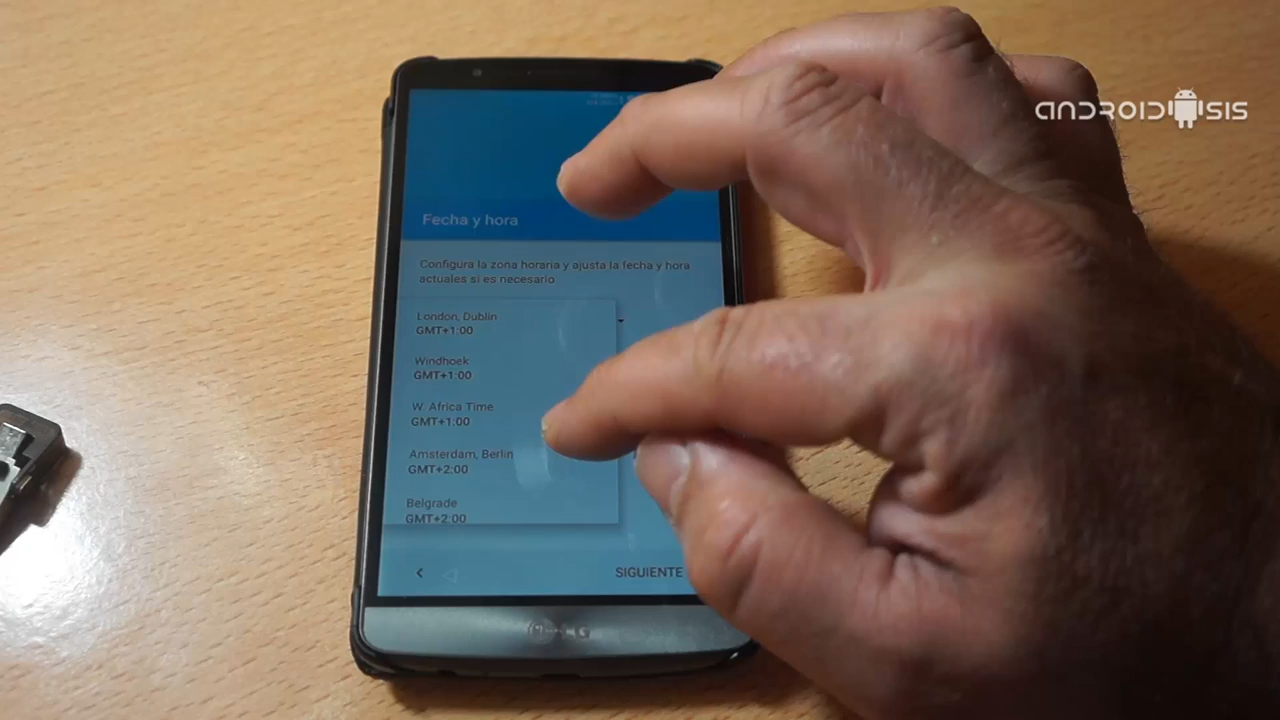 ANDROID SIS
Fecha y hora
Configura la zona horaria y ajusta la fecha y hora
actuales si es necesario
London, Dublin
GMT+1:00
Windhoek
GMT+1:00
W. Africa Time
GMT+1:00
Amsterdam, Berlin
GMT+2:00
Belgrade
GMT+2:00
SIGUIENTE
LG